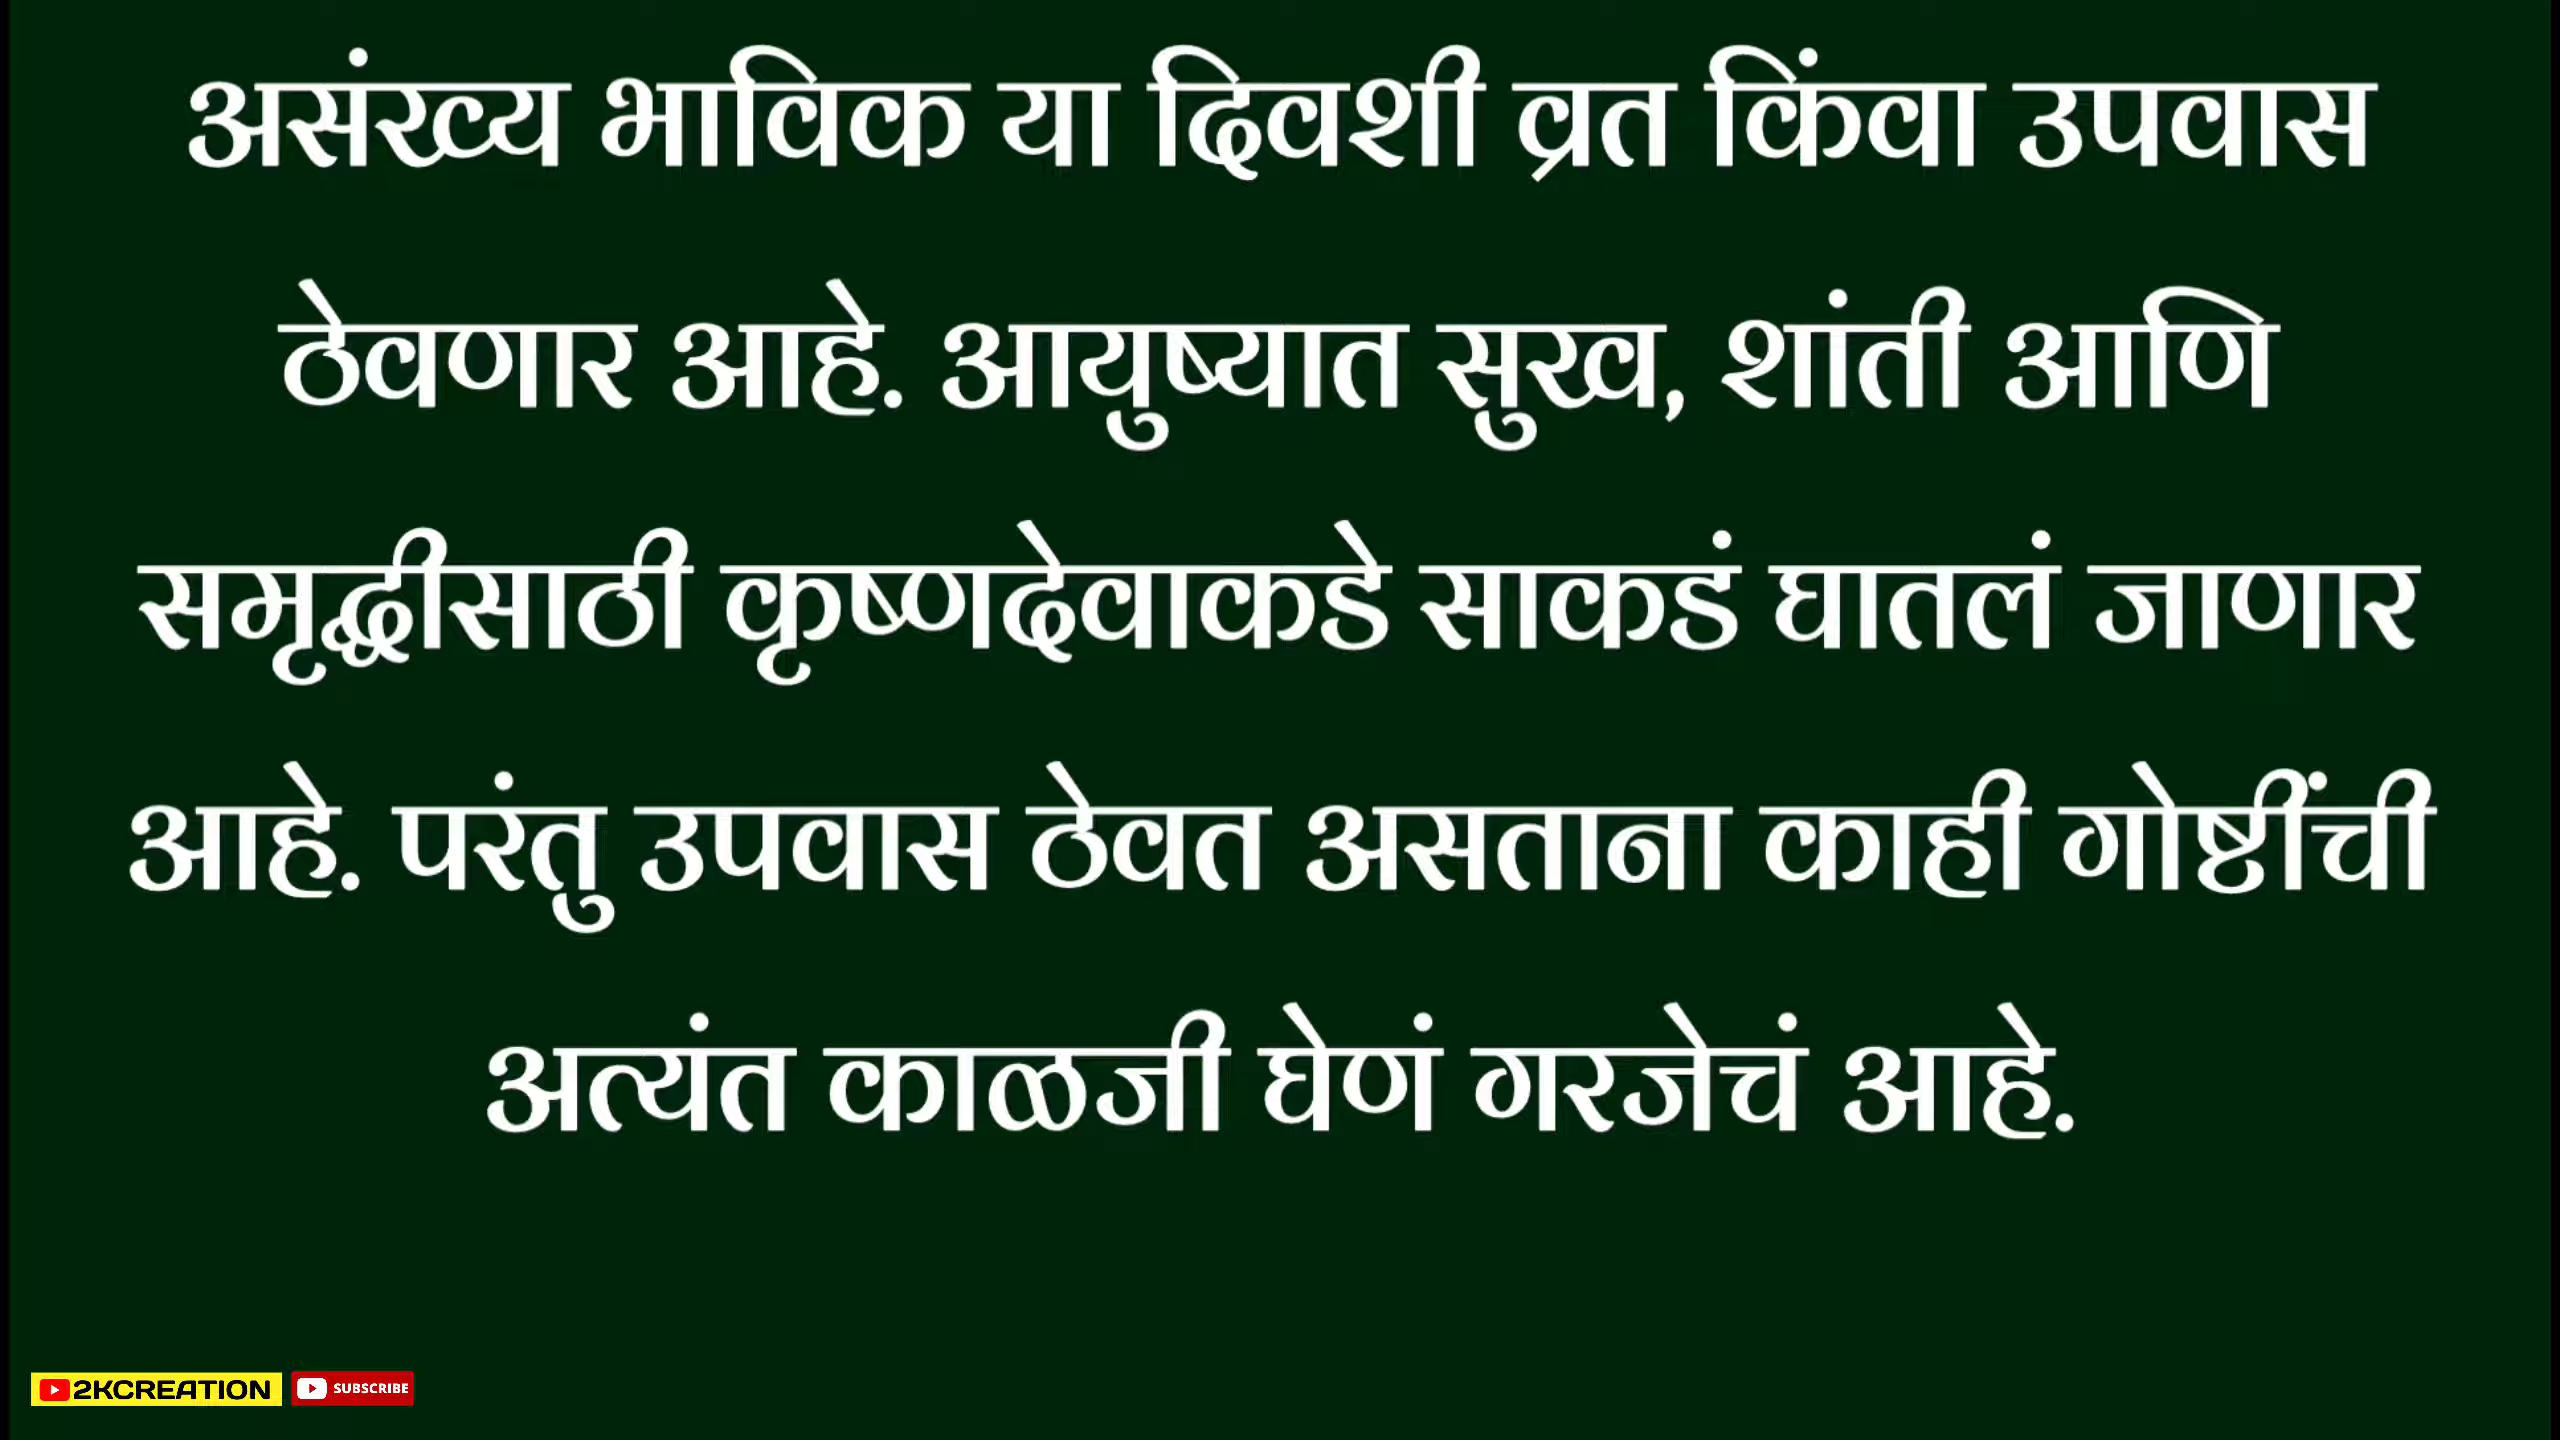 असंख्य भाविक या दिवशी व्रत किंवा उपवास
ठेवणार आहे. आयुष्यात सुख, शांती आणि
समृद्धीसाठी कृष्णदेवाकडे साकडं घातलं जाणार
आहे. परंतु उपवास ठेवत असताना काही गोष्टींची
अत्यंत काळजी घेणं गरजेचं आहे.
2KCREATION SUBSCRIBE